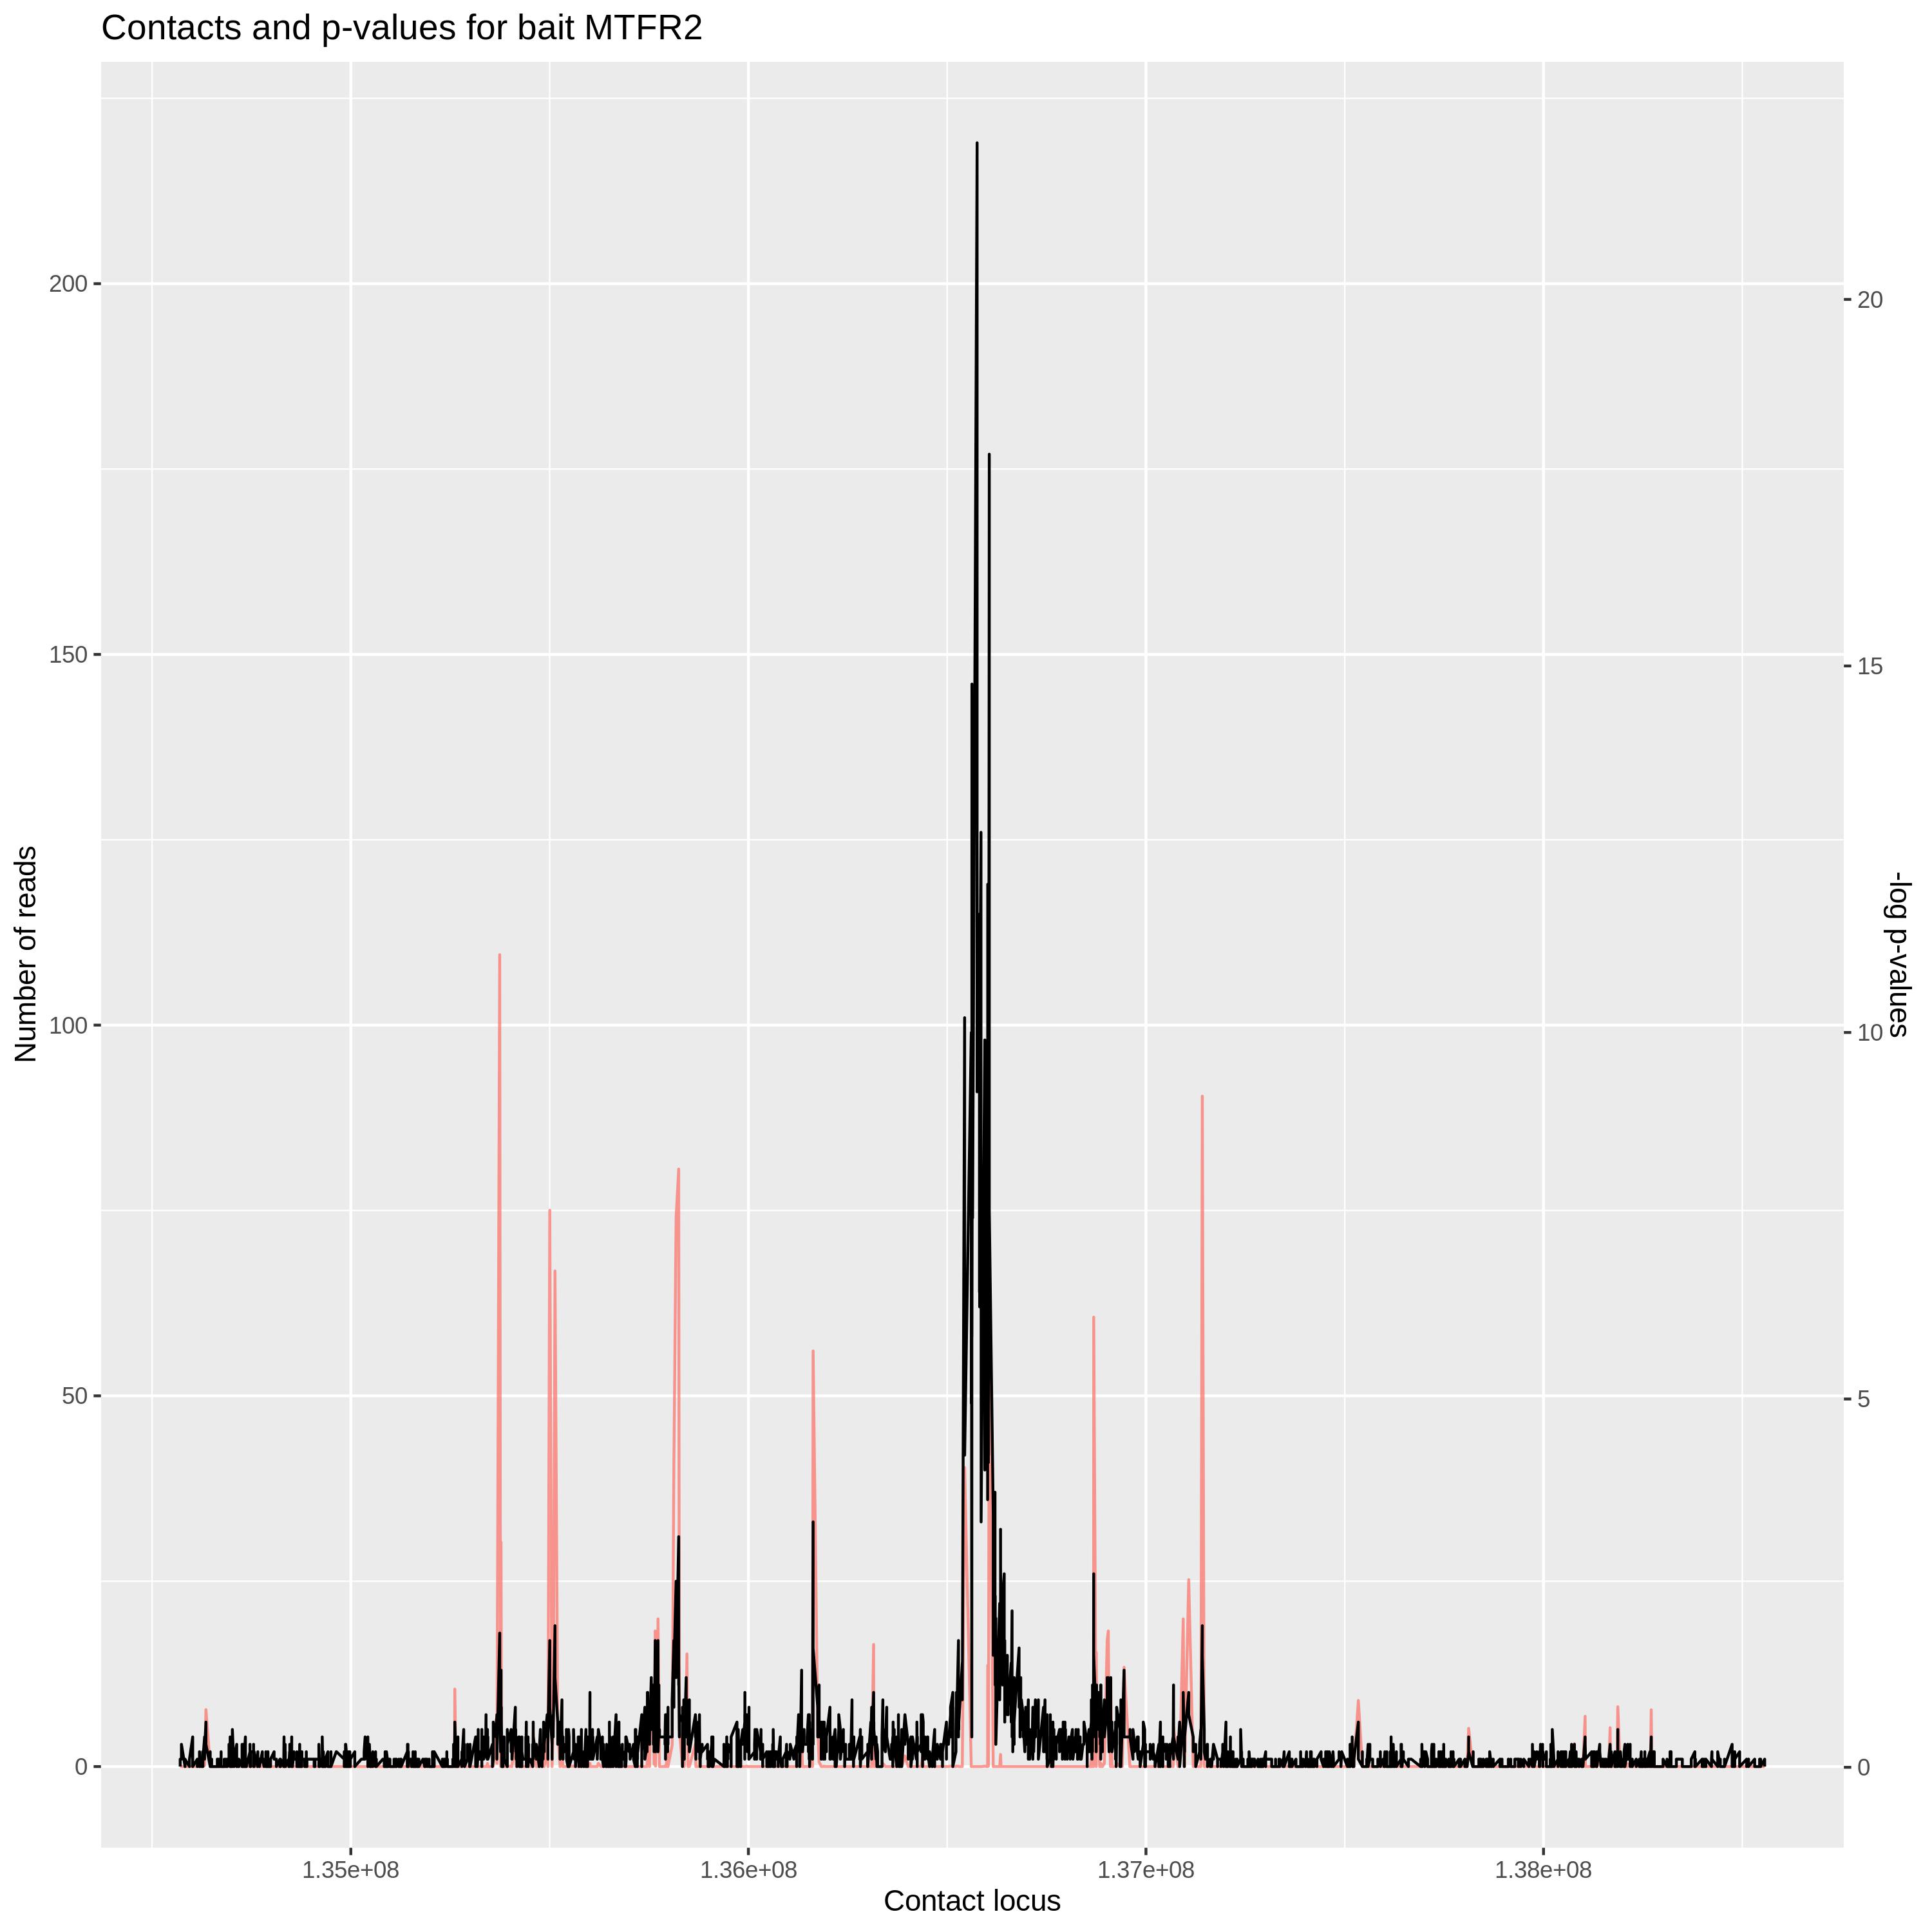 Contacts and p-values for bait MTFR2
200
150
100
50
0
20
15
10
5
0
Number of reads
-log p-values
1.35e+08
1.36e+08
1.37e+08
1.38e+08
Contact locus